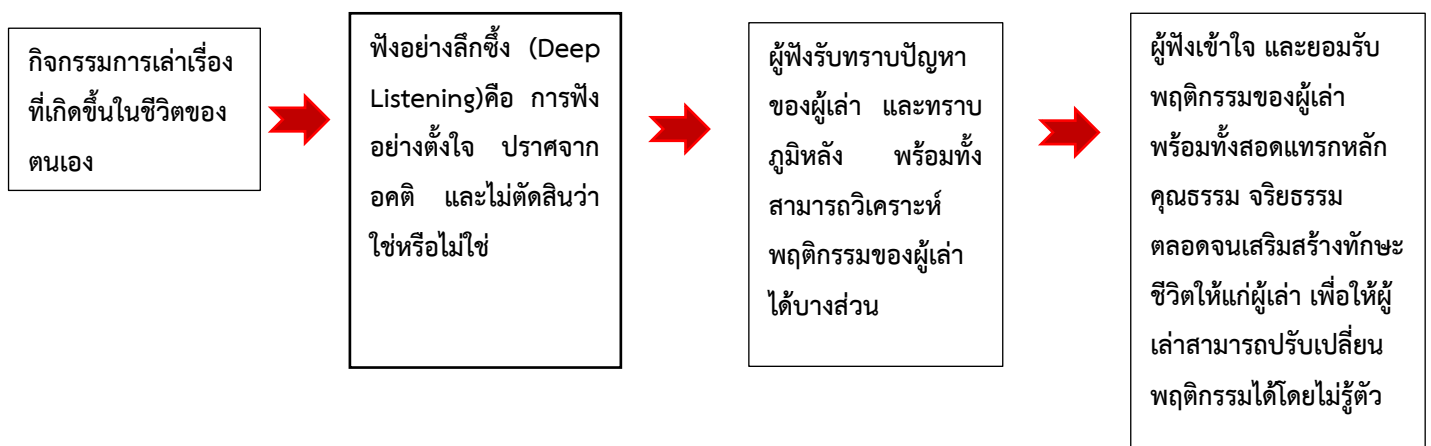 กิจกรรมการเล่าเรื่อง
ที่เกิดขึ้นในชีวิตของ
ตนเอง
ฟังอย่างลึกซึ้ง (Deep
Listening)คือ การฟัง
อย่างตั้งใจ ปราศจาก
อคติ และไม่ตัดสินว่า
ใช่หรือไม่ใช่
ผู้ฟังรับทราบปัญหา
ของผู้เล่า และทราบ
ภูมิหลัง พร้อมทั้ง
สามารถวิเคราะห์
พฤติกรรมของผู้เล่า
ได้บางส่วน
ผู้ฟังเข้าใจ และยอมรับ
พฤติกรรมของผู้เล่า
พร้อมทั้งสอดแทรกหลัก
คุณธรรม จริยธรรม
ตลอดจนเสริมสร้างทักษะ
ชีวิตให้แก่ผู้เล่า เพื่อให้ผู้
เล่าสามารถปรับเปลี่ยน
พฤติกรรมได้โดยไม่รู้ตัว